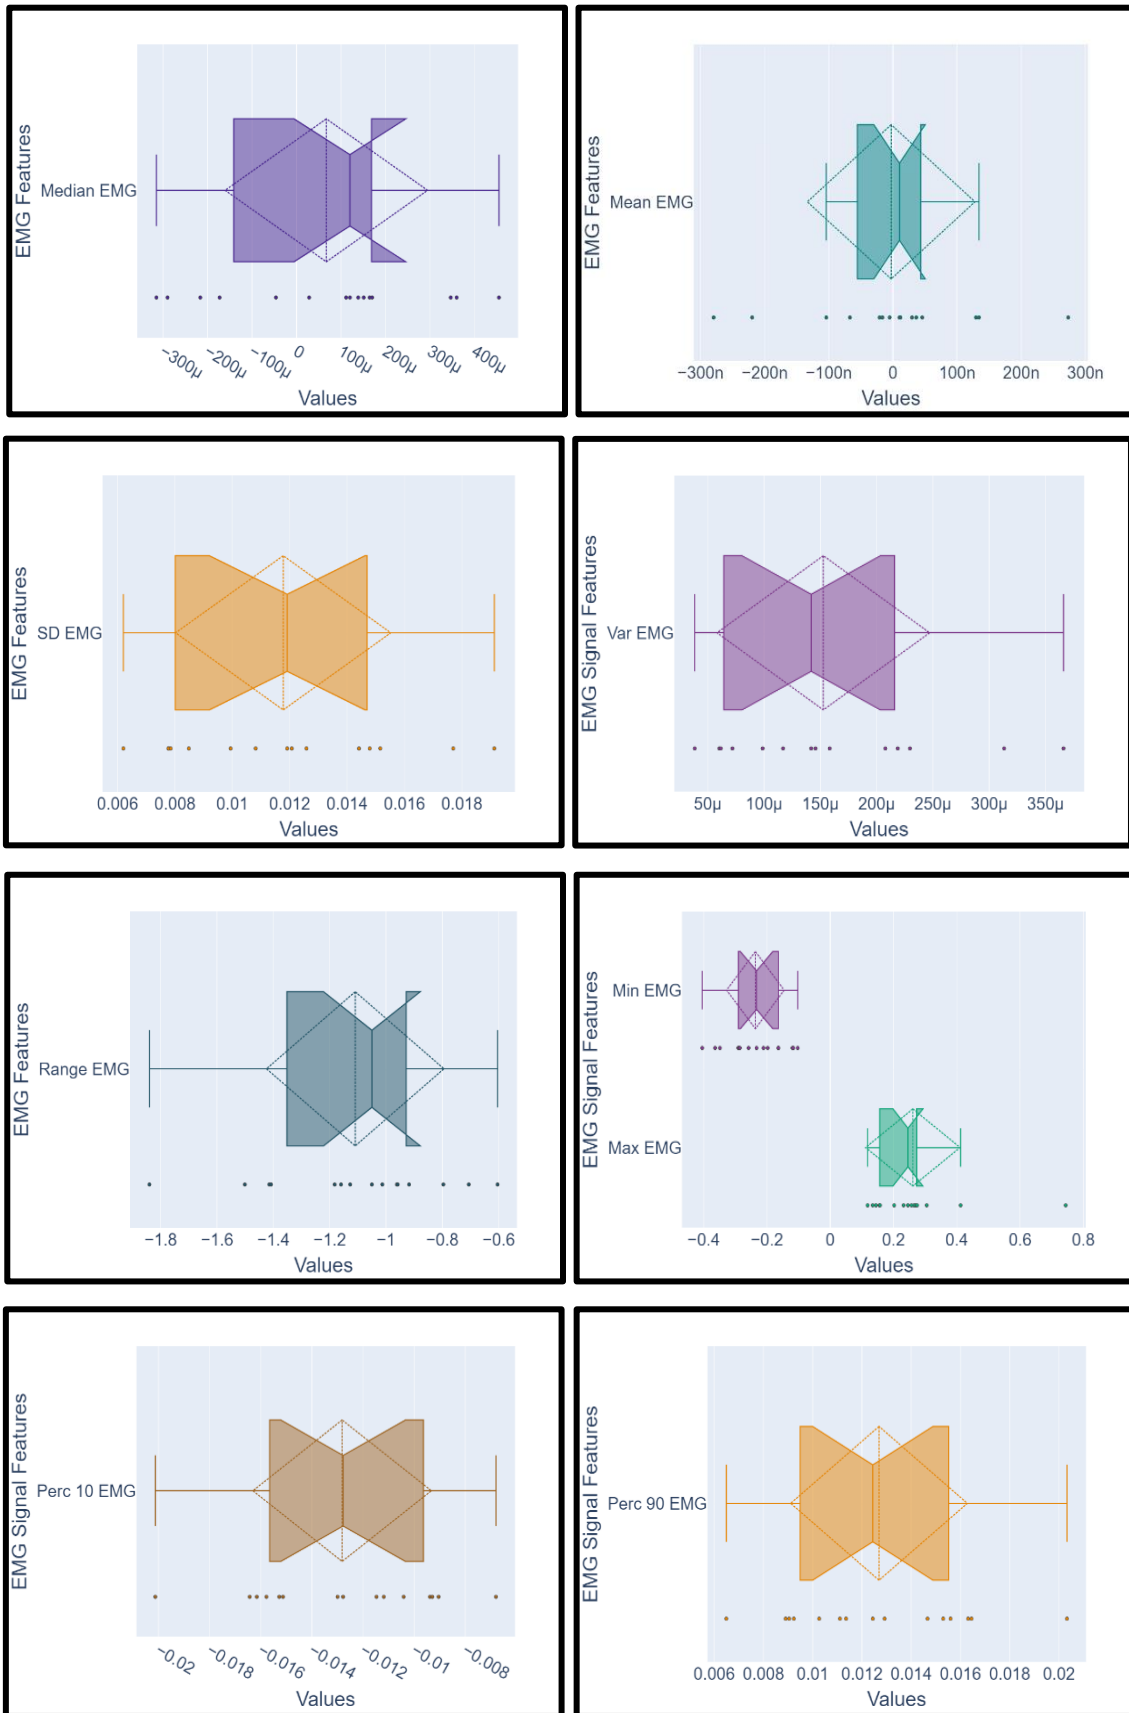 EMG Features
Median EMG
−300µ −200µ −100µ 0 100µ 200µ 300µ 400µ
Values
EMG Features
Mean EMG
−300n −200n −100n 0 100n 200n 300n
Values
EMG Features
SD EMG
0.006 0.008 0.01 0.012 0.014 0.016 0.018
Values
EMG Signal Features
Var EMG
50µ 100µ 150µ 200µ 250µ 300µ 350µ
Values
EMG Features
Range EMG
−1.8 −1.6 −1.4 −1.2 −1 −0.8 −0.6
Values
EMG Signal Features
Min EMG
Max EMG
−0.4 −0.2 0 0.2 0.4 0.6 0.8
Values
EMG Signal Features
Perc 10 EMG
−0.02 −0.018 −0.016 −0.014 −0.012 −0.01 −0.008
Values
EMG Signal Features
Perc 90 EMG
0.006 0.008 0.01 0.012 0.014 0.016 0.018 0.02
Values